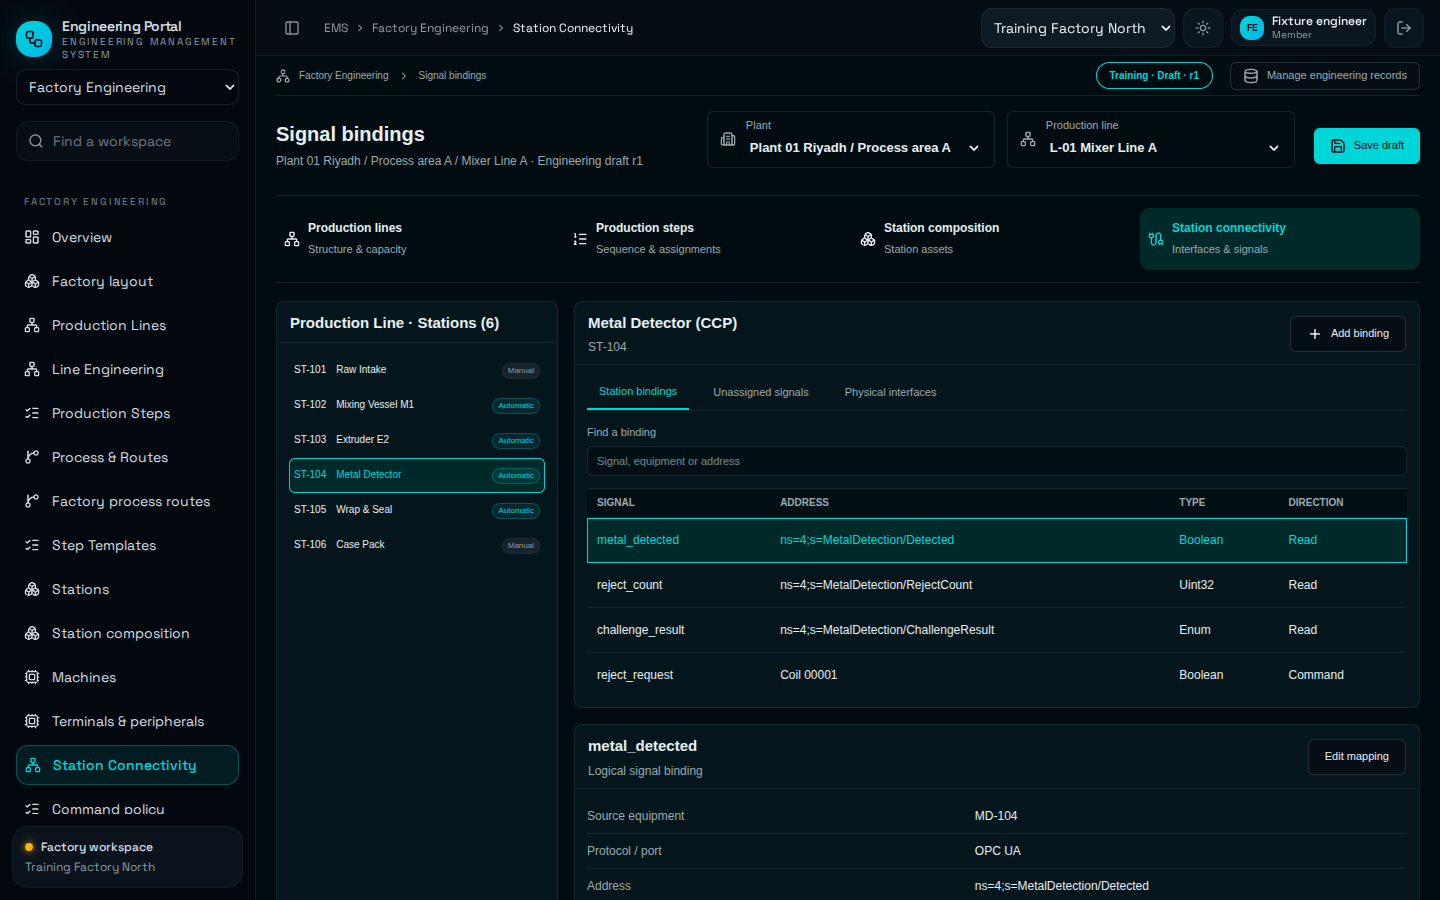 Engineering Portal
ENGINEERING MANAGEMENT
SYSTEM
Factory Engineering
Find a workspace
FACTORY ENGINEERING
Overview
Factory layout
Production Lines
Line Engineering
Production Steps
Process & Routes
Factory process routes
Step Templates
Stations
Station composition
Machines
Terminals & peripherals
Station Connectivity
Command policy
Factory workspace
Training Factory North
EMS
Factory Engineering
Station Connectivity
Training Factory North
FE
Fixture engineer
Member
Factory Engineering
Signal bindings
Training · Draft · r1
Manage engineering records
Signal bindings
Plant 01 Riyadh / Process area A / Mixer Line A · Engineering draft r1
Plant
Plant 01 Riyadh / Process area A
Production line
L-01 Mixer Line A
Save draft
Production lines
Structure & capacity
Production steps
Sequence & assignments
Station composition
Station assets
Station connectivity
Interfaces & signals
Production Line · Stations (6)
ST-101 Raw Intake Manual
ST-102 Mixing Vessel M1 Automatic
ST-103 Extruder E2 Automatic
ST-104 Metal Detector Automatic
ST-105 Wrap & Seal Automatic
ST-106 Case Pack Manual
Metal Detector (CCP)
ST-104
Add binding
Station bindings
Unassigned signals
Physical interfaces
Find a binding
Signal, equipment or address
SIGNAL ADDRESS TYPE DIRECTION
metal_detected ns=4;s=MetalDetection/Detected Boolean Read
reject_count ns=4;s=MetalDetection/RejectCount Uint32 Read
challenge_result ns=4;s=MetalDetection/ChallengeResult Enum Read
reject_request Coil 00001 Boolean Command
metal_detected
Logical signal binding
Edit mapping
Source equipment MD-104
Protocol / port OPC UA
Address ns=4;s=MetalDetection/Detected